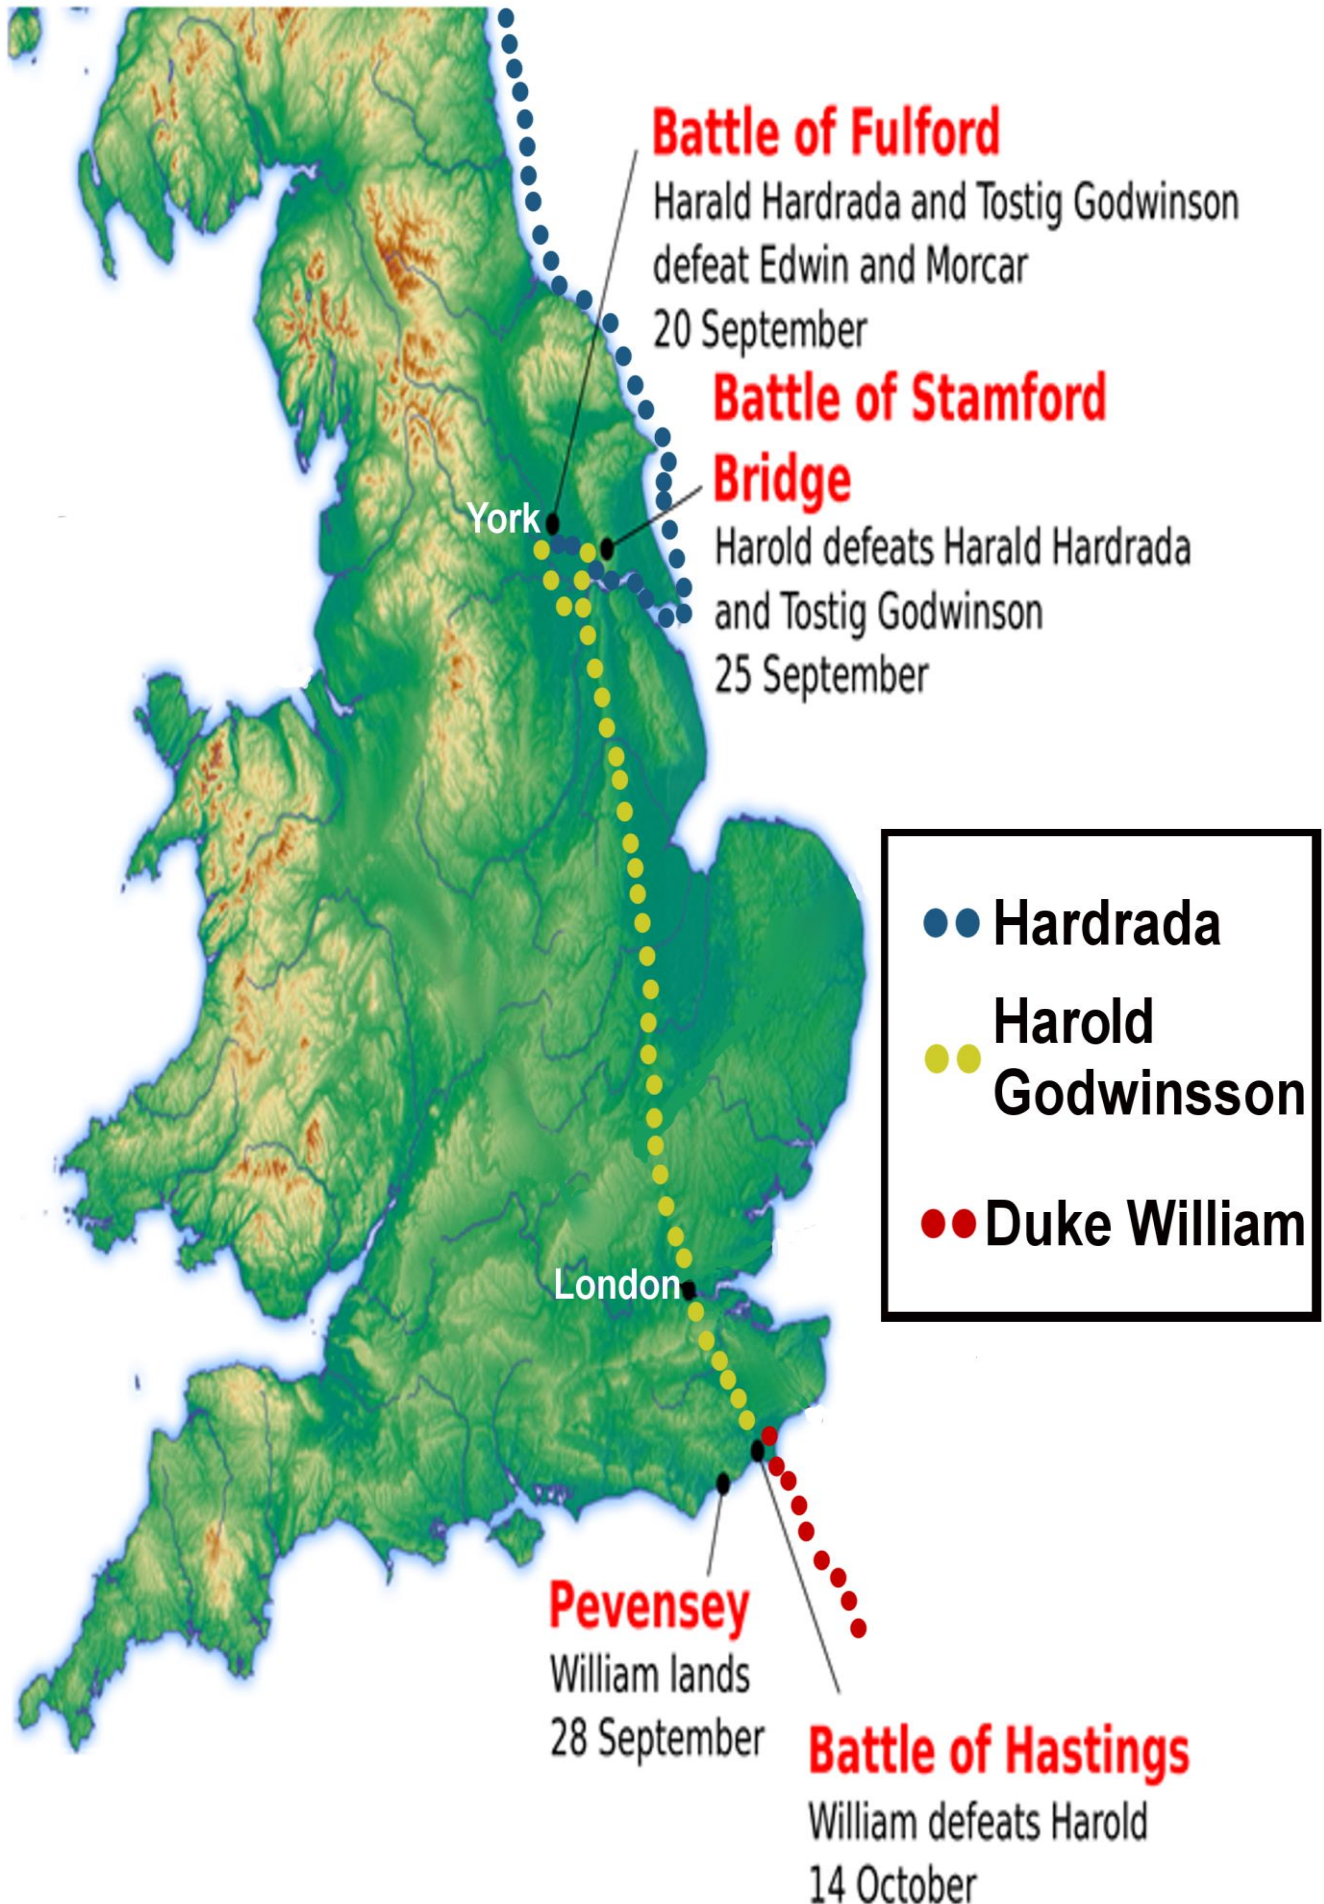 Battle of Fulford
Harald Hardrada and Tostig Godwinson
defeat Edwin and Morcar
20 September
Battle of Stamford
Bridge
Harold defeats Harald Hardrada
and Tostig Godwinson
25 September
York
Hardrada
Harold
Godwinsson
Duke William
London
Pevensey
William lands
28 September
Battle of Hastings
William defeats Harold
14 October